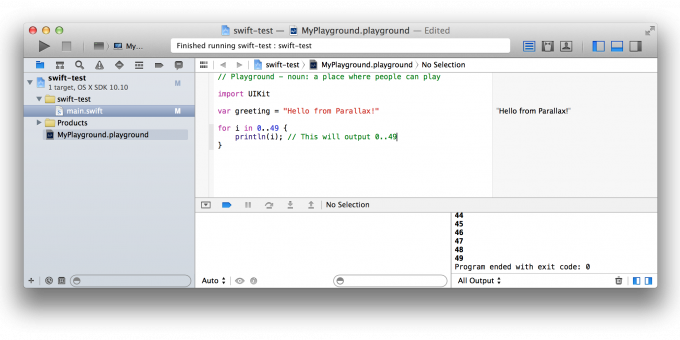 swift-test — MyPlayground.playground — Edited
My...
Finished running swift-test : swift-test
swift-test > MyPlayground.playground > No Selection
swift-test
1 target, OS X SDK 10.10
M
swift-test
main.swift
M
Products
MyPlayground.playground
// Playground - noun: a place where people can play
import UIKit
var greeting = "Hello from Parallax!"
"Hello from Parallax!"
for i in 0..49 {
println(i); // This will output 0..49
}
No Selection
44
45
46
47
48
49
Program ended with exit code: 0
Auto
All Output